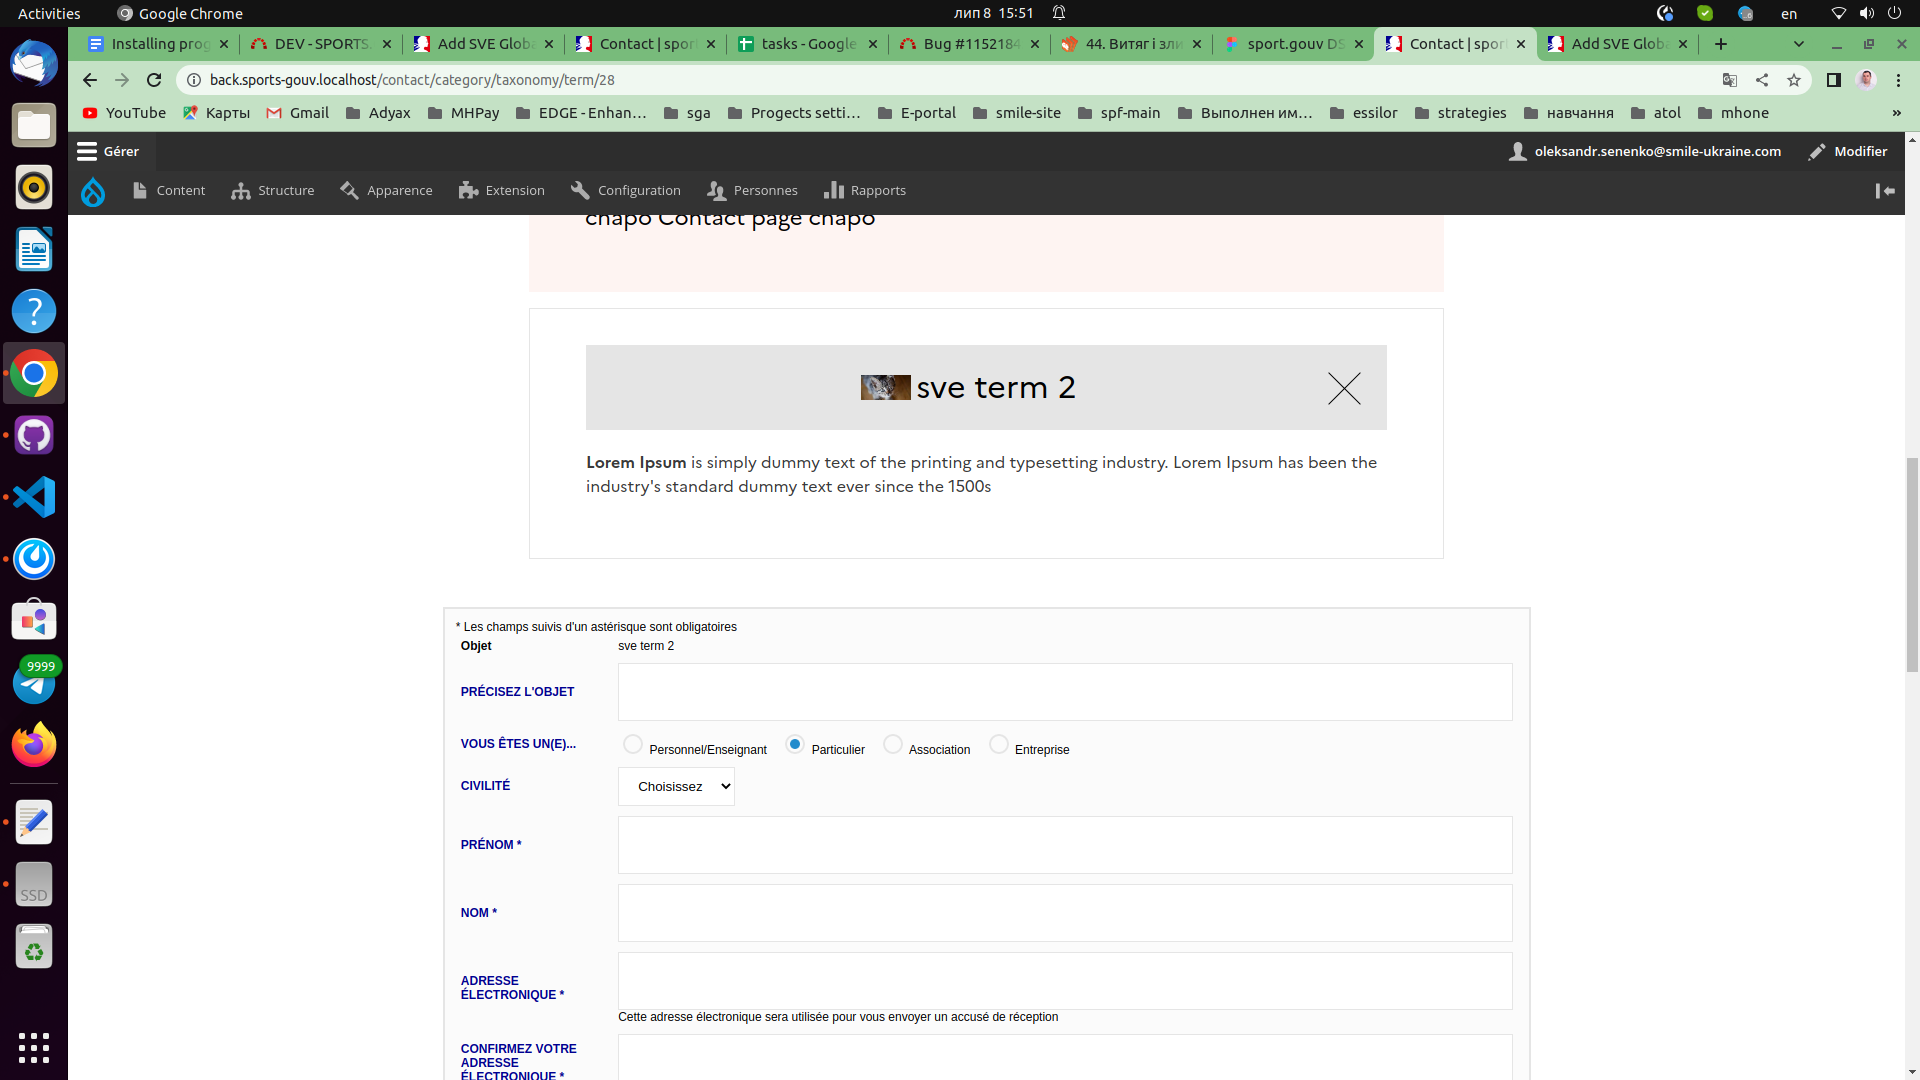 Activities Google Chrome лип 8 15:51 en
Installing prog DEV - SPORTS. Add SVE Globa Contact | spor tasks - Google Bug #1152184 44. Витяг і зли sport.gouv DS Contact | spor Add SVE Globa
back.sports-gouv.localhost/contact/category/taxonomy/term/28
YouTube Карты Gmail Adyax MHPay EDGE - Enhan... sga Progects setti... E-portal smile-site spf-main Выполнен им... essilor strategies навчання atol mhone »
Gérer oleksandr.senenko@smile-ukraine.com Modifier
Content Structure Apparence Extension Configuration Personnes Rapports
chapo Contact page chapo
sve term 2
Lorem Ipsum is simply dummy text of the printing and typesetting industry. Lorem Ipsum has been the
industry's standard dummy text ever since the 1500s
* Les champs suivis d'un astérisque sont obligatoires
Objet sve term 2
PRÉCISEZ L'OBJET
VOUS ÊTES UN(E)... Personnel/Enseignant Particulier Association Entreprise
CIVILITÉ Choisissez
PRÉNOM *
NOM *
ADRESSE
ÉLECTRONIQUE *
Cette adresse électronique sera utilisée pour vous envoyer un accusé de réception
CONFIRMEZ VOTRE
ADRESSE
ÉLECTRONIQUE *
9999
SSD